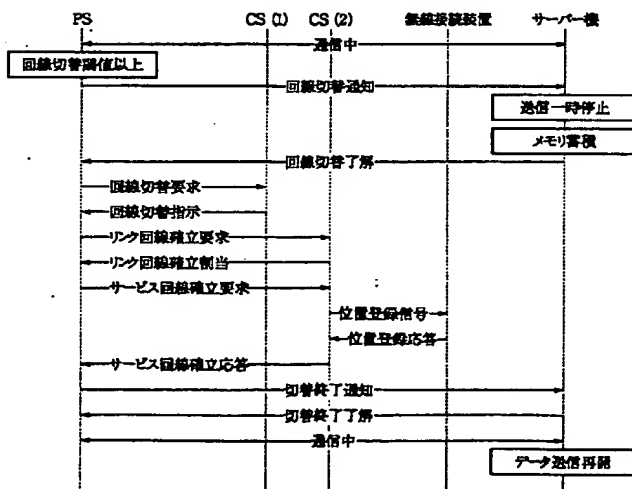 PS CS (1) CS (2) 無線接続装置 サーバー機
通信中
回線切替閾値以上
回線切替通知
送信一時停止
メモリ蓄積
回線切替了解
回線切替要求
回線切替指示
リンク回線確立要求
リンク回線確立割当
サービス回線確立要求
位置登録信号
位置登録応答
サービス回線確立応答
切替終了通知
切替終了了解
通信中
データ送信再開